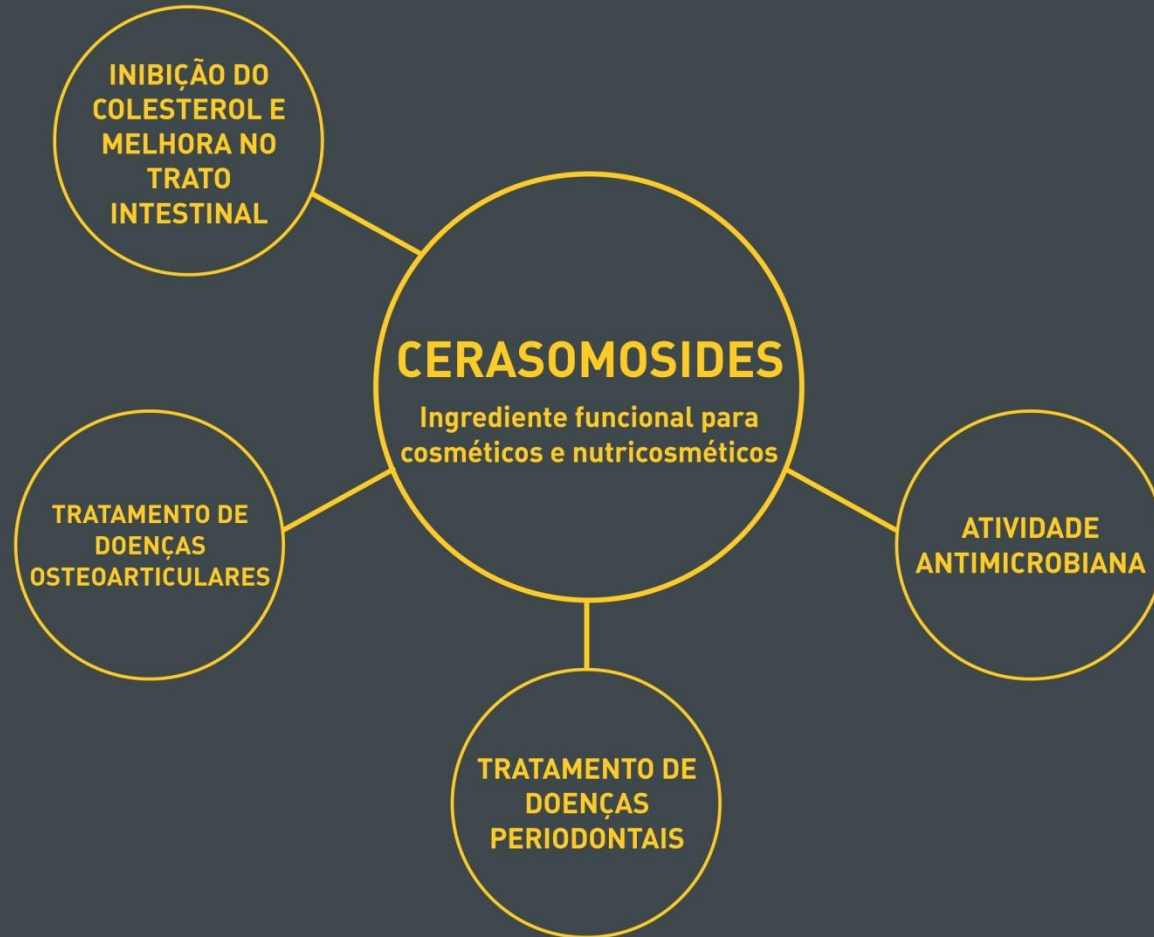 INIBIÇÃO DO
COLESTEROL E
MELHORA NO
TRATO
INTESTINAL
CERASOMOSIDES
Ingrediente funcional para
cosméticos e nutricosméticos
TRATAMENTO DE
DOENÇAS
OSTEOARTICULARES
ATIVIDADE
ANTIMICROBIANA
TRATAMENTO DE
DOENÇAS
PERIODONTAIS